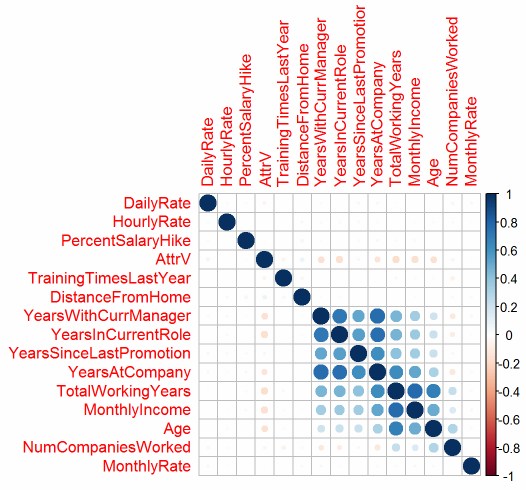 DailyRate
HourlyRate
PercentSalaryHike
AttrV
TrainingTimesLastYear
DistanceFromHome
YearsWithCurrManager
YearsInCurrentRole
YearsSinceLastPromotion
YearsAtCompany
TotalWorkingYears
MonthlyIncome
Age
NumCompaniesWorked
MonthlyRate
DailyRate
HourlyRate
PercentSalaryHike
AttrV
TrainingTimesLastYear
DistanceFromHome
YearsWithCurrManager
YearsInCurrentRole
YearsSinceLastPromotion
YearsAtCompany
TotalWorkingYears
MonthlyIncome
Age
NumCompaniesWorked
MonthlyRate
1
0.8
0.6
0.4
0.2
0
-0.2
-0.4
-0.6
-0.8
-1